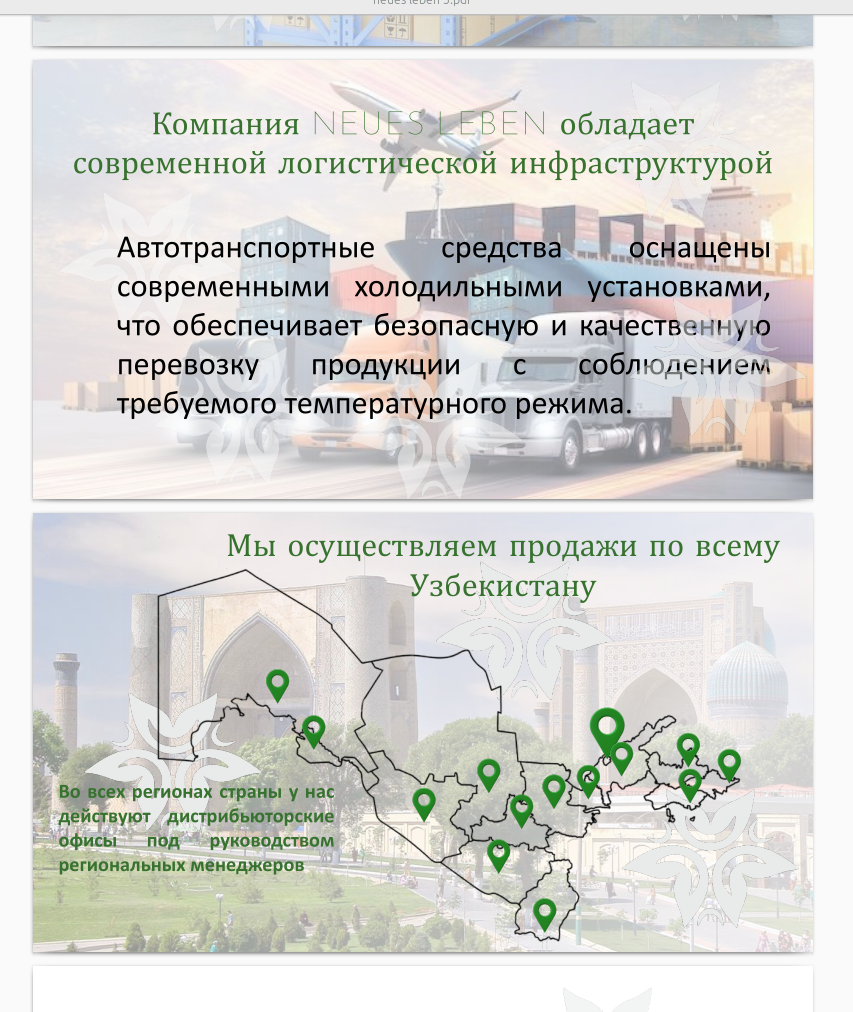 neues leben 5.pdf
Компания NEUES LEBEN обладает
современной логистической инфраструктурой
Автотранспортные средства оснащены
современными холодильными установками,
что обеспечивает безопасную и качественную
перевозку продукции с соблюдением
требуемого температурного режима.
Мы осуществляем продажи по всему
Узбекистану
Во всех регионах страны у нас
действуют дистрибьюторские
офисы под руководством
региональных менеджеров